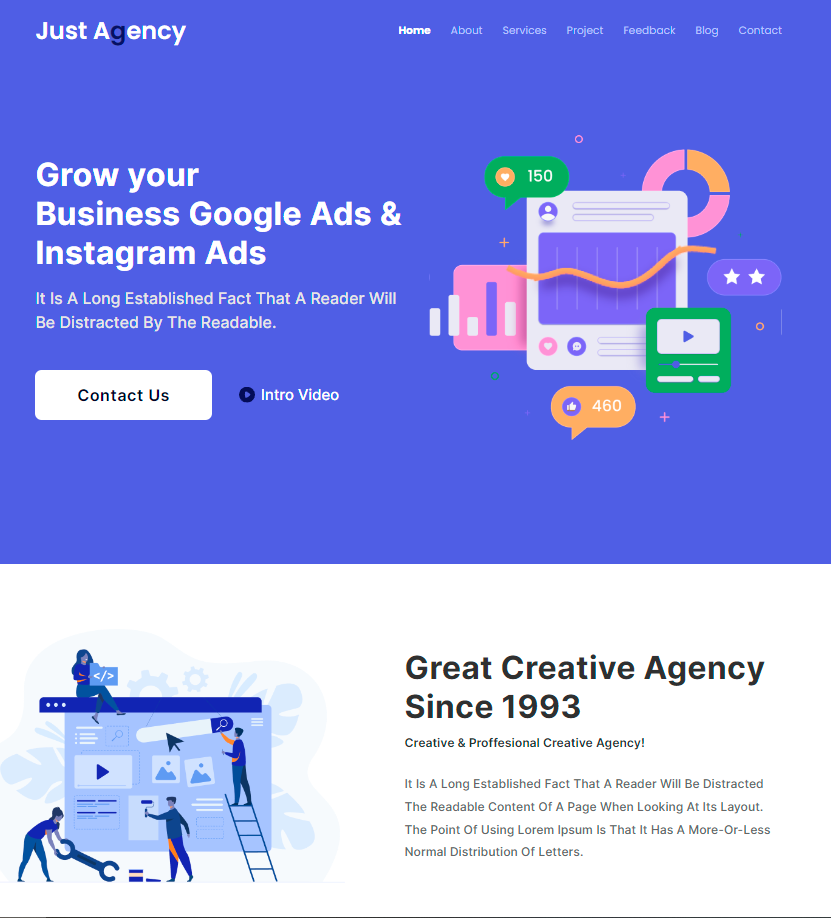 Just Agency
Home About Services Project Feedback Blog Contact
Grow your
Business Google Ads &
Instagram Ads
It Is A Long Established Fact That A Reader Will
Be Distracted By The Readable.
Contact Us
Intro Video
150
460
</>
Great Creative Agency
Since 1993
Creative & Proffesional Creative Agency!
It Is A Long Established Fact That A Reader Will Be Distracted
The Readable Content Of A Page When Looking At Its Layout.
The Point Of Using Lorem Ipsum Is That It Has A More-Or-Less
Normal Distribution Of Letters.